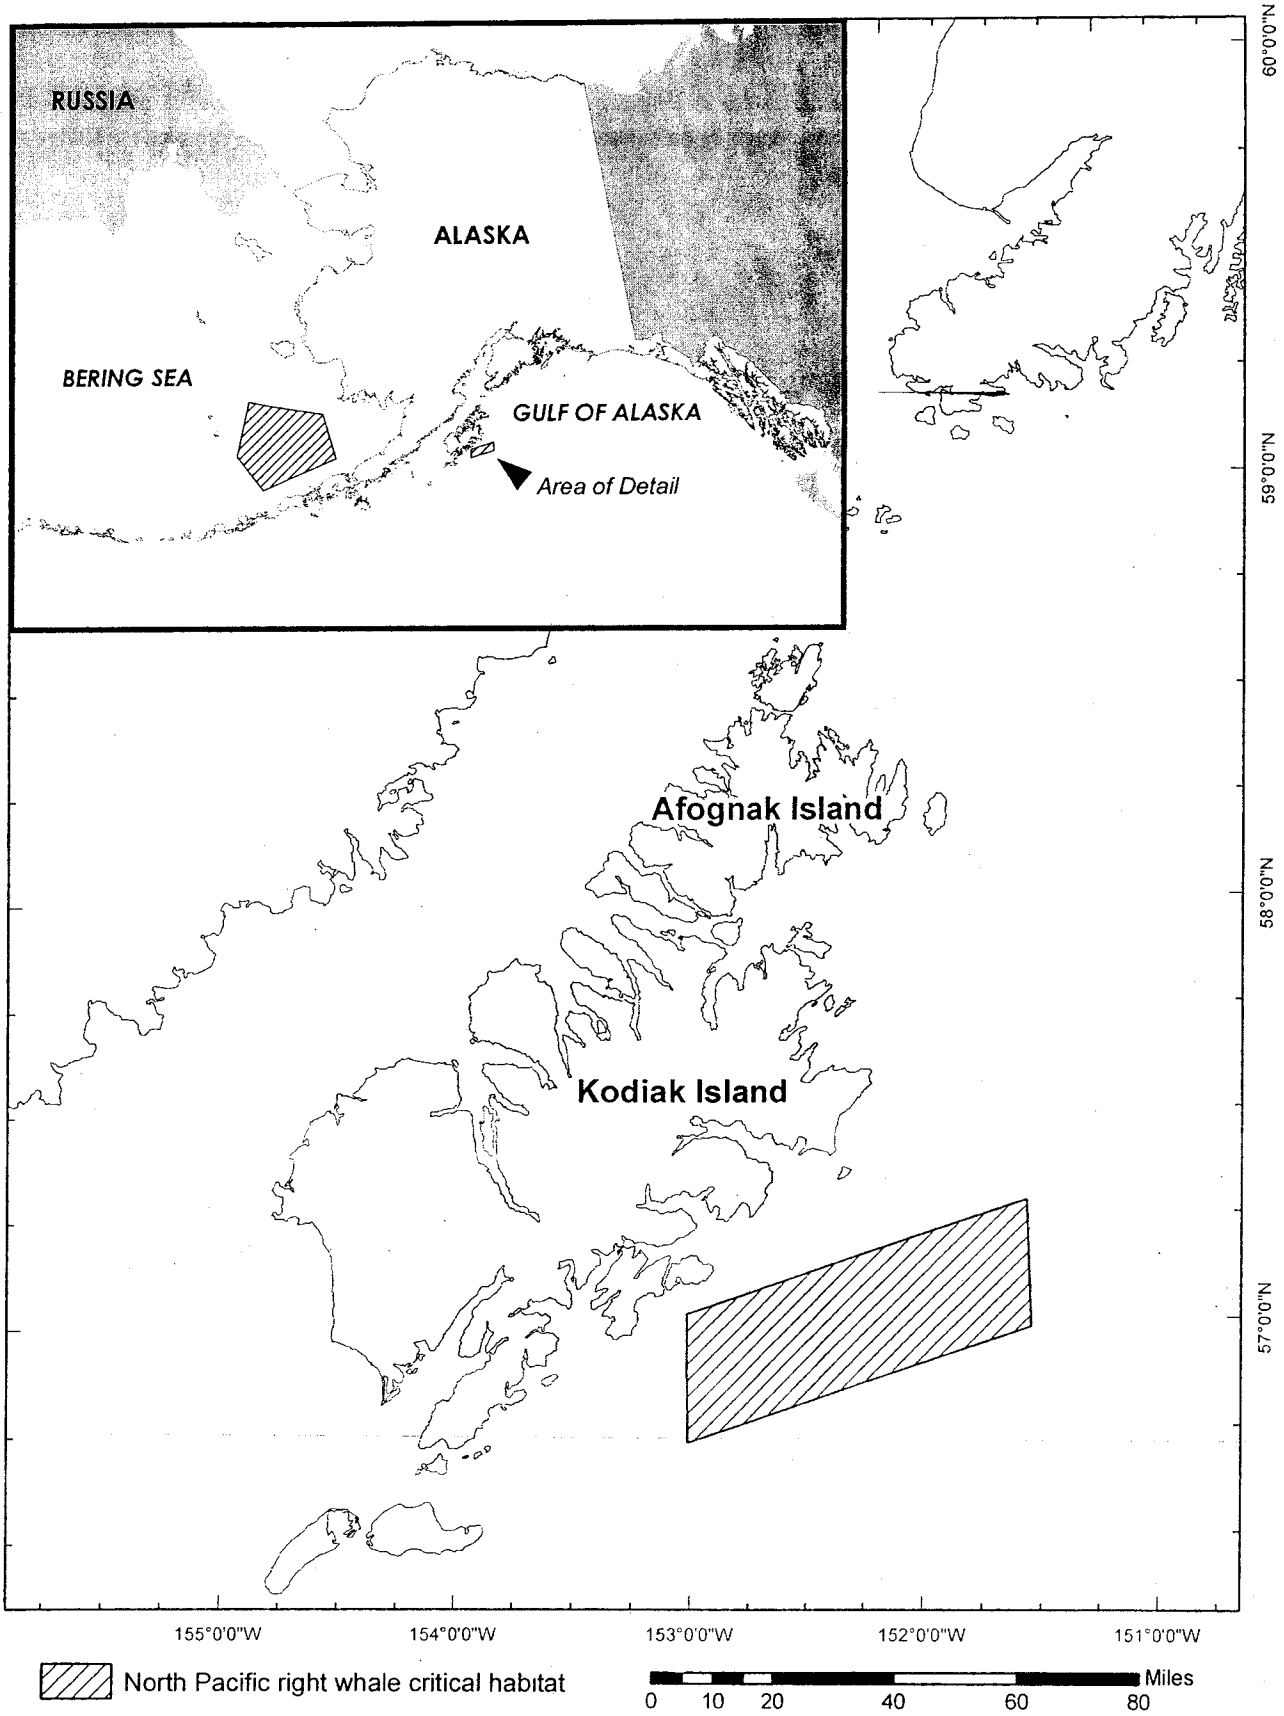 RUSSIA
ALASKA
BERING SEA
GULF OF ALASKA
Area of Detail
60°0'0"N
59°0'0"N
Afognak Island
58°0'0"N
Kodiak Island
57°0'0"N
155°0'0"W 154°0'0"W 153°0'0"W 152°0'0"W 151°0'0"W
North Pacific right whale critical habitat
Miles
0 10 20 40 60 80